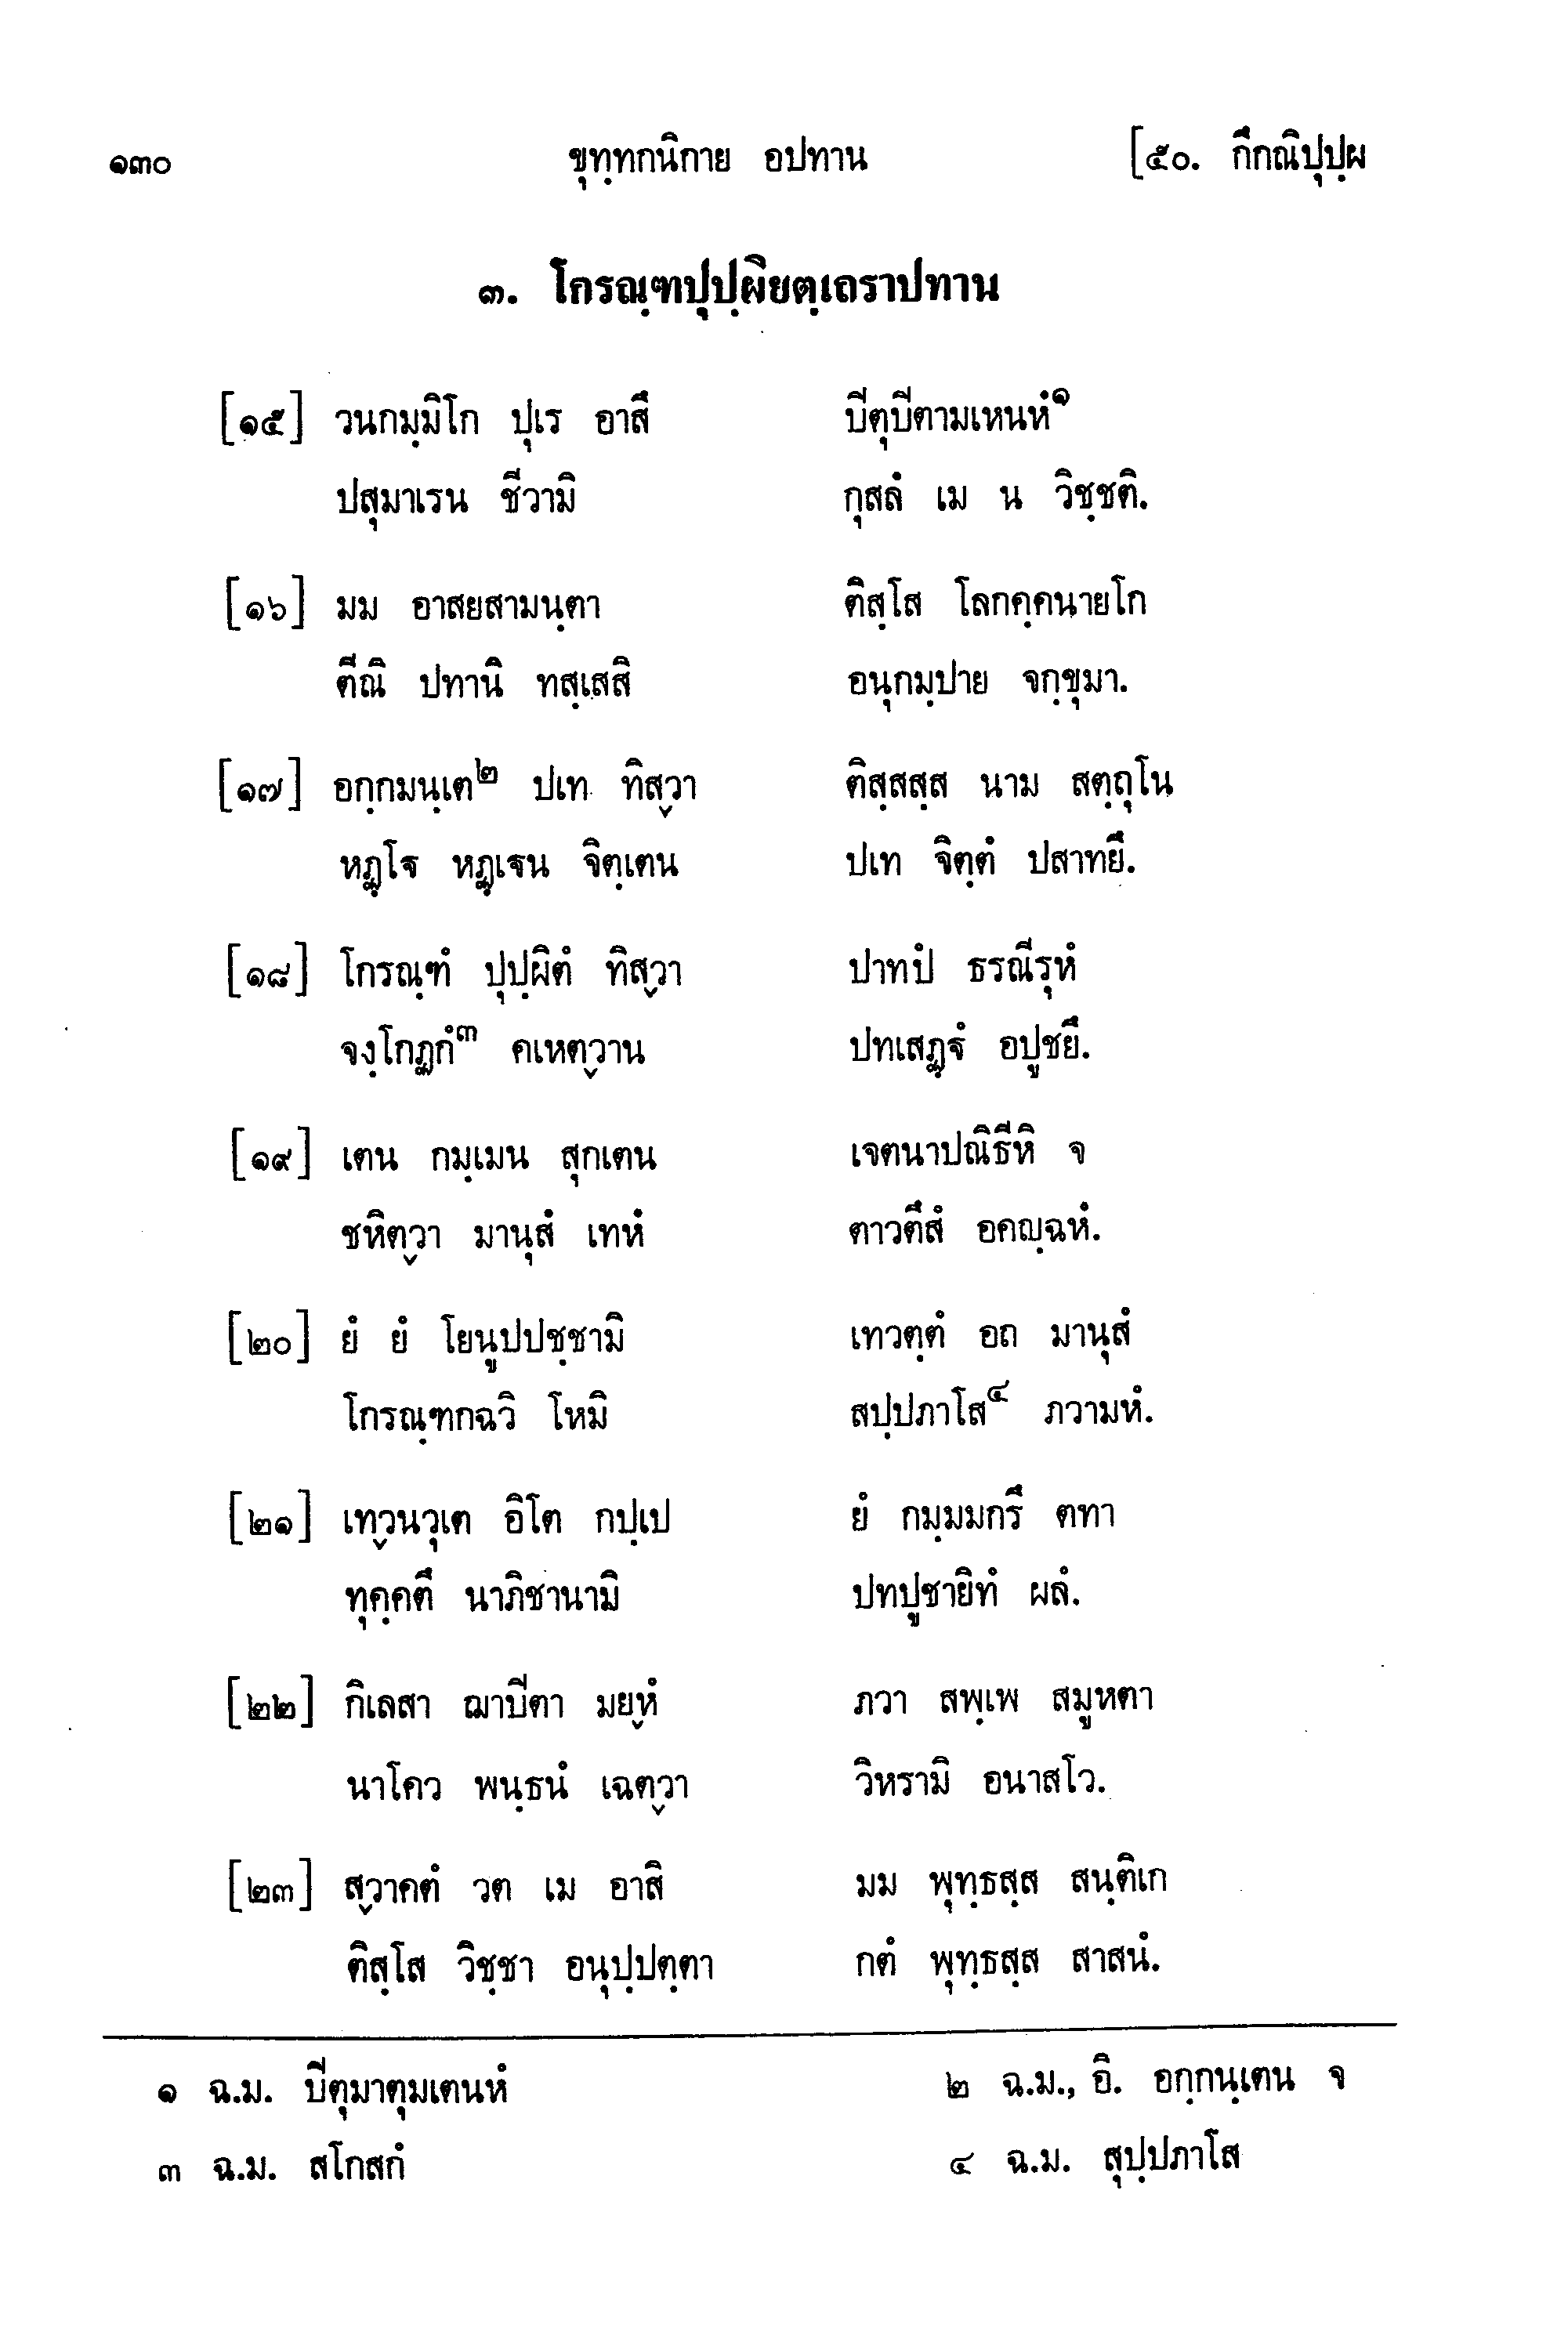 ๑๓๐ ขุทฺทกนิกาย อปทาน [๕๐. กึกณิปุปฺผ
๓. โกรณฺฑปุปฺผิยตฺเถราปทาน
[๑๕] วนกมฺมิโก ปุเร อาสึ ปีตุปีตามเหนหํ๑
ปสุมาเรน ชีวามิ กุสลํ เม น วิชฺชติ.
[๑๖] มม อาสยสามนฺตา ติสฺโส โลกคฺคนายโก
ตีณิ ปทานิ ทสฺเสสิ อนุกมฺปาย จกฺขุมา.
[๑๗] อกฺกมนฺเต๒ ปเท ทิสฺวา ติสฺสสฺส นาม สตฺถุโน
หฏฺโฐ หฏฺเฐน จิตฺเตน ปเท จิตฺตํ ปสาทยึ.
[๑๘] โกรณฺฑํ ปุปฺผิตํ ทิสฺวา ปาทปํ ธรณีรุหํ
จงฺโกฏกํ๓ คเหตฺวาน ปทเสฏฺฐํ อปูชยึ.
[๑๙] เตน กมฺเมน สุกเตน เจตนาปณิธีหิ จ
ชหิตฺวา มานุสํ เทหํ ตาวตึสํ อคญฺฉหํ.
[๒๐] ยํ ยํ โยนูปปชฺชามิ เทวตฺตํ อถ มานุสํ
โกรณฺฑกฉวิ โหมิ สปฺปภาโส๔ ภวามหํ.
[๒๑] เทฺวนวุเต อิโต กปฺเป ยํ กมฺมมกรึ ตทา
ทุคฺคตึ นาภิชานามิ ปทปูชายิทํ ผลํ.
[๒๒] กิเลสา ฌาปีตา มยฺหํ ภวา สพฺเพ สมูหตา
นาโคว พนฺธนํ เฉตฺวา วิหรามิ อนาสโว.
[๒๓] สฺวาคตํ วต เม อาสิ มม พุทฺธสฺส สนฺติเก
ติสฺโส วิชฺชา อนุปฺปตฺตา กตํ พุทฺธสฺส สาสนํ.
๑ ฉ.ม. ปีตุมาตุมเตนหํ ๒ ฉ.ม., อิ. อกฺกนฺเตน จ
๓ ฉ.ม. สโกสกํ ๔ ฉ.ม. สุปฺปภาโส